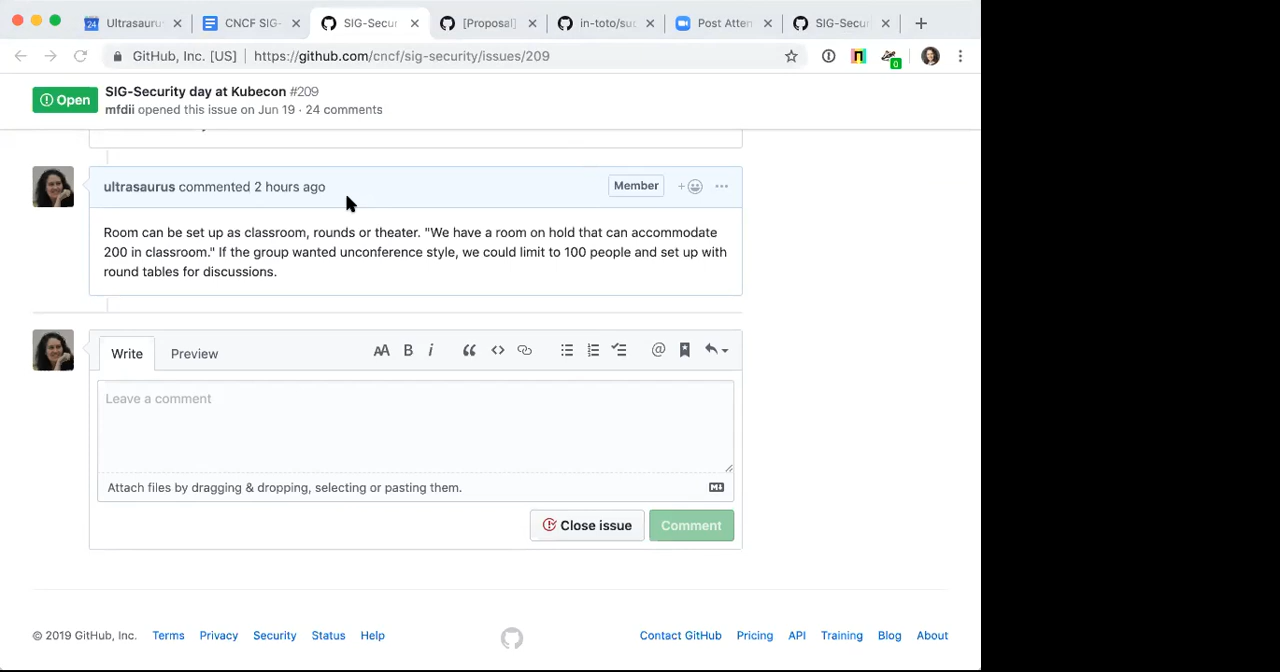 24 Ultrasaurus
CNCF SIG-
SIG-Secur
[Proposal]
in-toto/suc
Post Atten
SIG-Secur
GitHub, Inc. [US] https://github.com/cncf/sig-security/issues/209
0
Open
SIG-Security day at Kubecon #209
mfdii opened this issue on Jun 19 · 24 comments
ultrasaurus commented 2 hours ago
Member
Room can be set up as classroom, rounds or theater. "We have a room on hold that can accommodate
200 in classroom." If the group wanted unconference style, we could limit to 100 people and set up with
round tables for discussions.
Write Preview
Leave a comment
Attach files by dragging & dropping, selecting or pasting them.
Close issue Comment
© 2019 GitHub, Inc. Terms Privacy Security Status Help Contact GitHub Pricing API Training Blog About